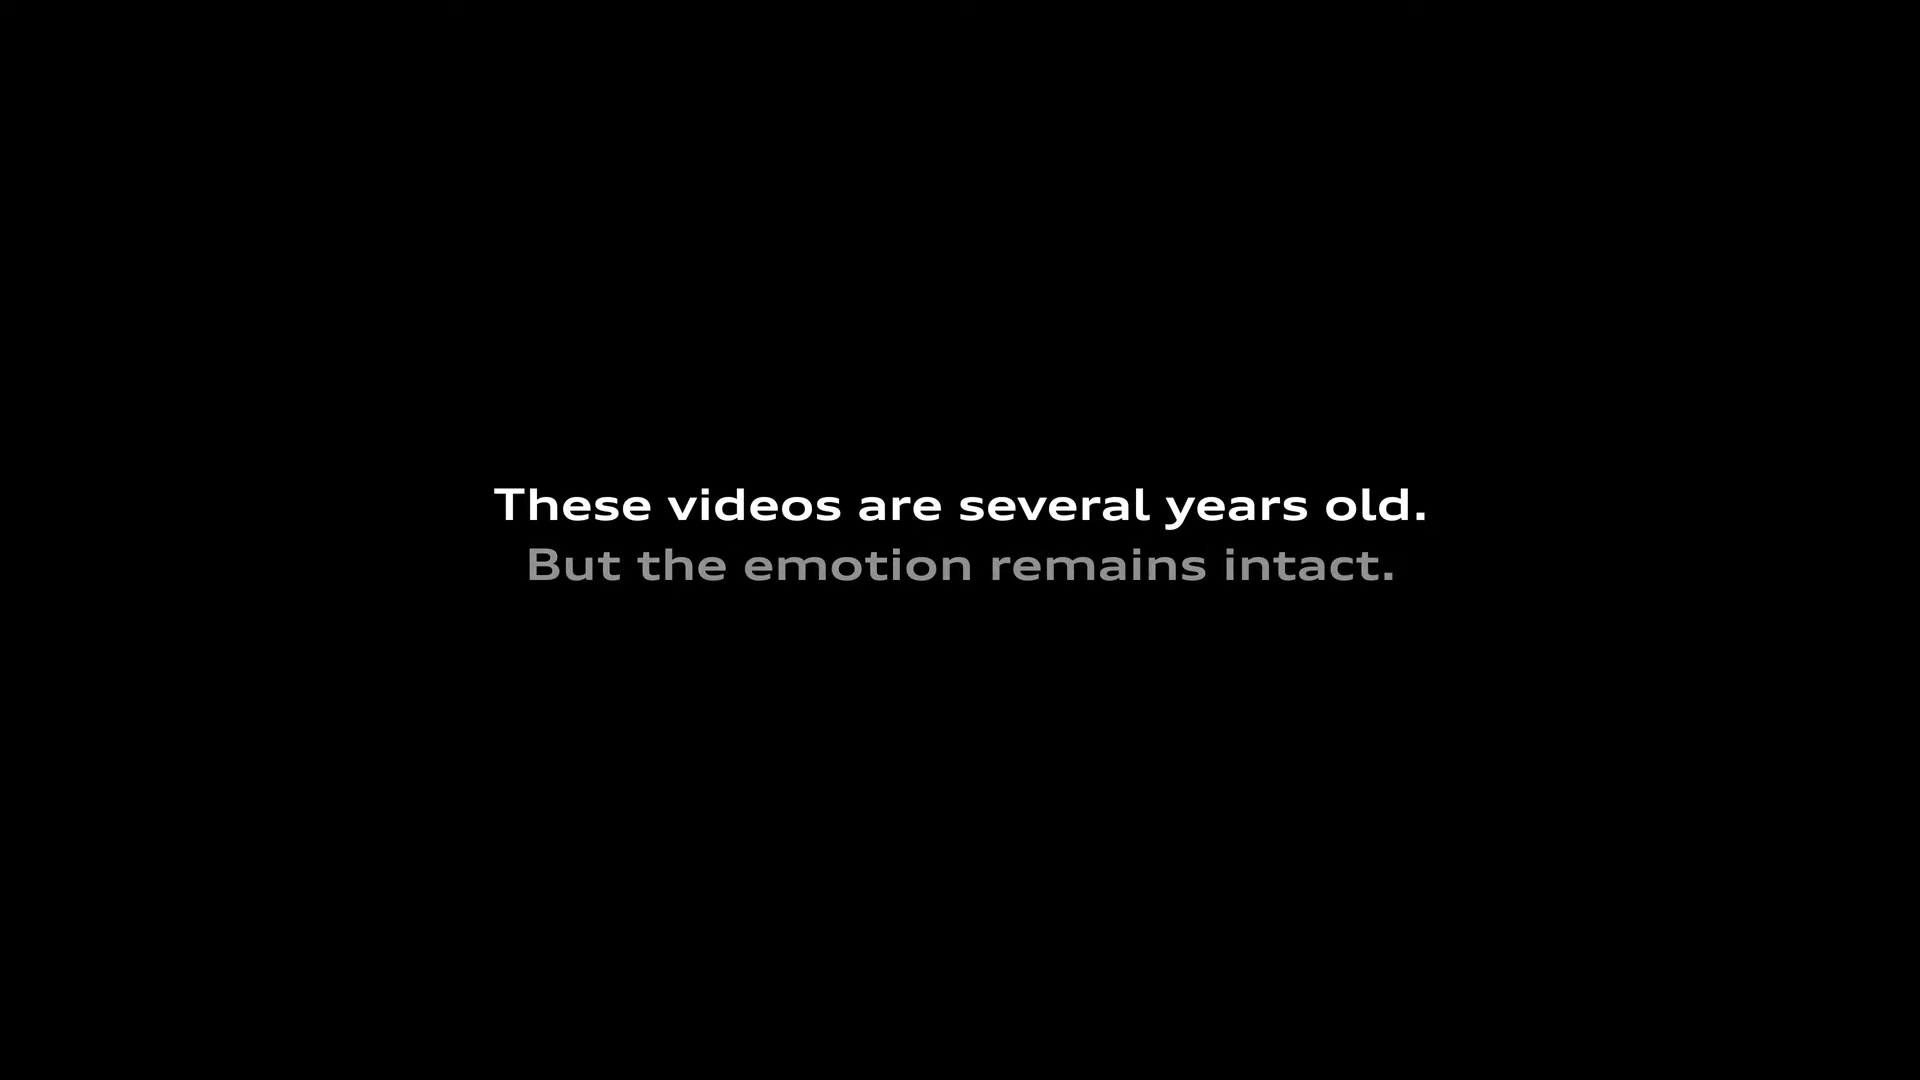 These videos are several years old.
But the emotion remains intact.